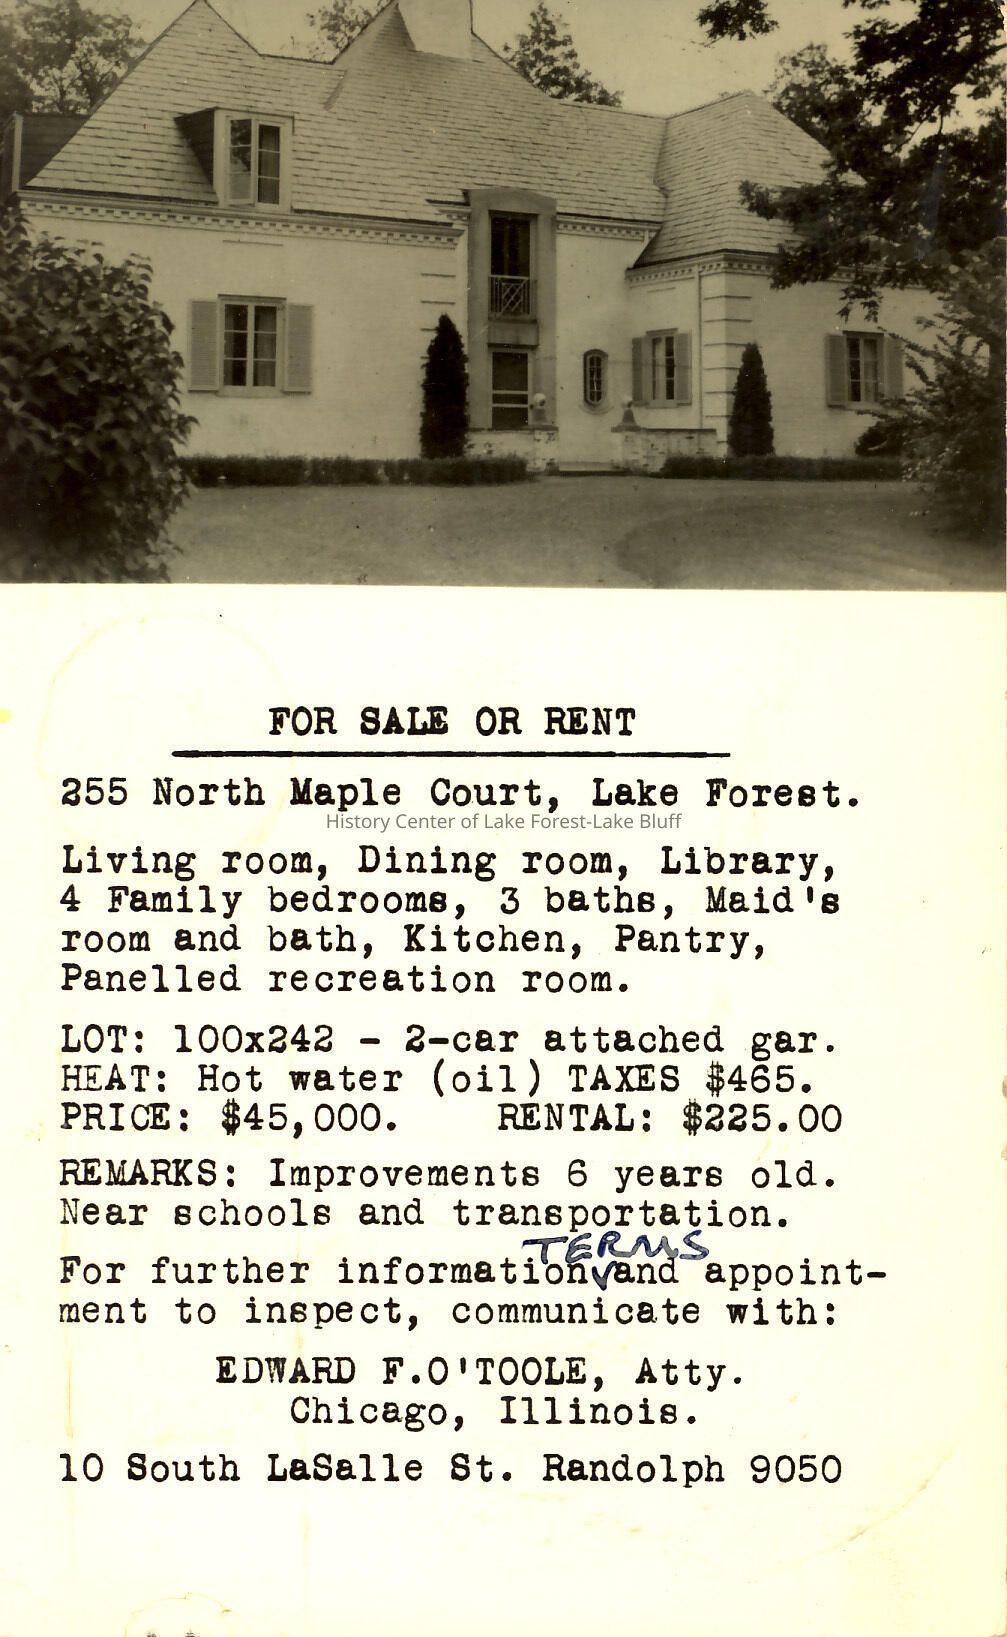 FOR SALE OR RENT
255 North Maple Court, Lake Forest.
History Center of Lake Forest-Lake Bluff
Living room, Dining room, Library,
4 Family bedrooms, 3 baths, Maid's
room and bath, Kitchen, Pantry,
Panelled recreation room.
LOT: 100x242 - 2-car attached gar.
HEAT: Hot water (oil) TAXES $465.
PRICE: $45,000. RENTAL: $225.00
REMARKS: Improvements 6 years old.
Near schools and transportation.
TERMS
For further information and appoint-
ment to inspect, communicate with:
EDWARD F.O'TOOLE, Atty.
Chicago, Illinois.
10 South LaSalle St. Randolph 9050